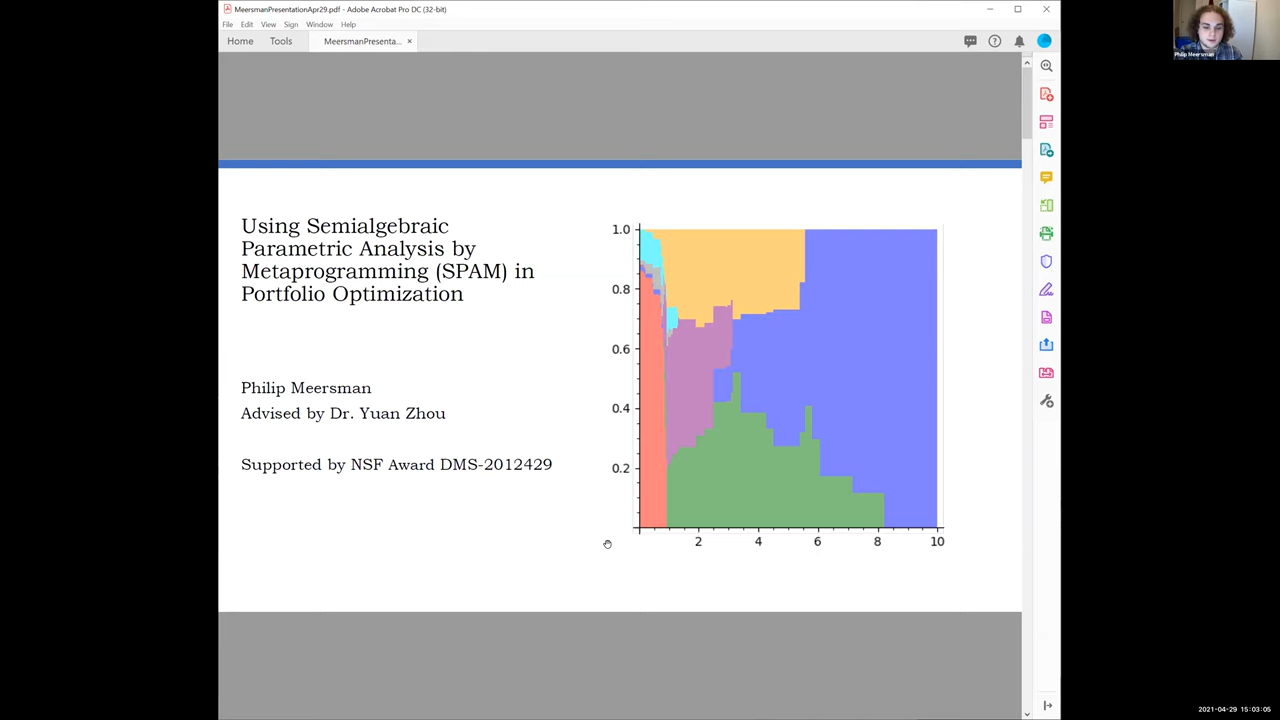 MeersmanPresentationApr29.pdf - Adobe Acrobat Pro DC (32-bit)
File Edit View Sign Window Help
Home Tools MeersmanPresenta... ×
Philip Meersman
Using Semialgebraic
Parametric Analysis by
Metaprogramming (SPAM) in
Portfolio Optimization
Philip Meersman
Advised by Dr. Yuan Zhou
Supported by NSF Award DMS-2012429
1.0
0.8
0.6
0.4
0.2
2 4 6 8 10
2021-04-29 15:03:05